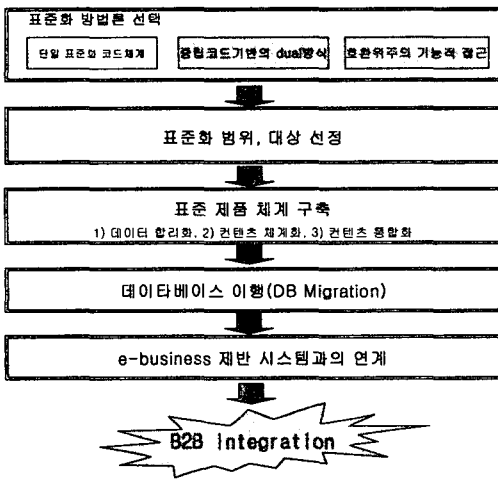 표준화 방법론 선택
단일 표준화 코드체계 중립코드기반의 dual방식 호환위주의 기능적 접근
표준화 범위, 대상 선정
표준 제품 체계 구축
1) 데이터 합리화, 2) 컨텐츠 체계화, 3) 컨텐츠 통합화
데이타베이스 이행(DB Migration)
e-business 제반 시스템과의 연계
B2B Integration